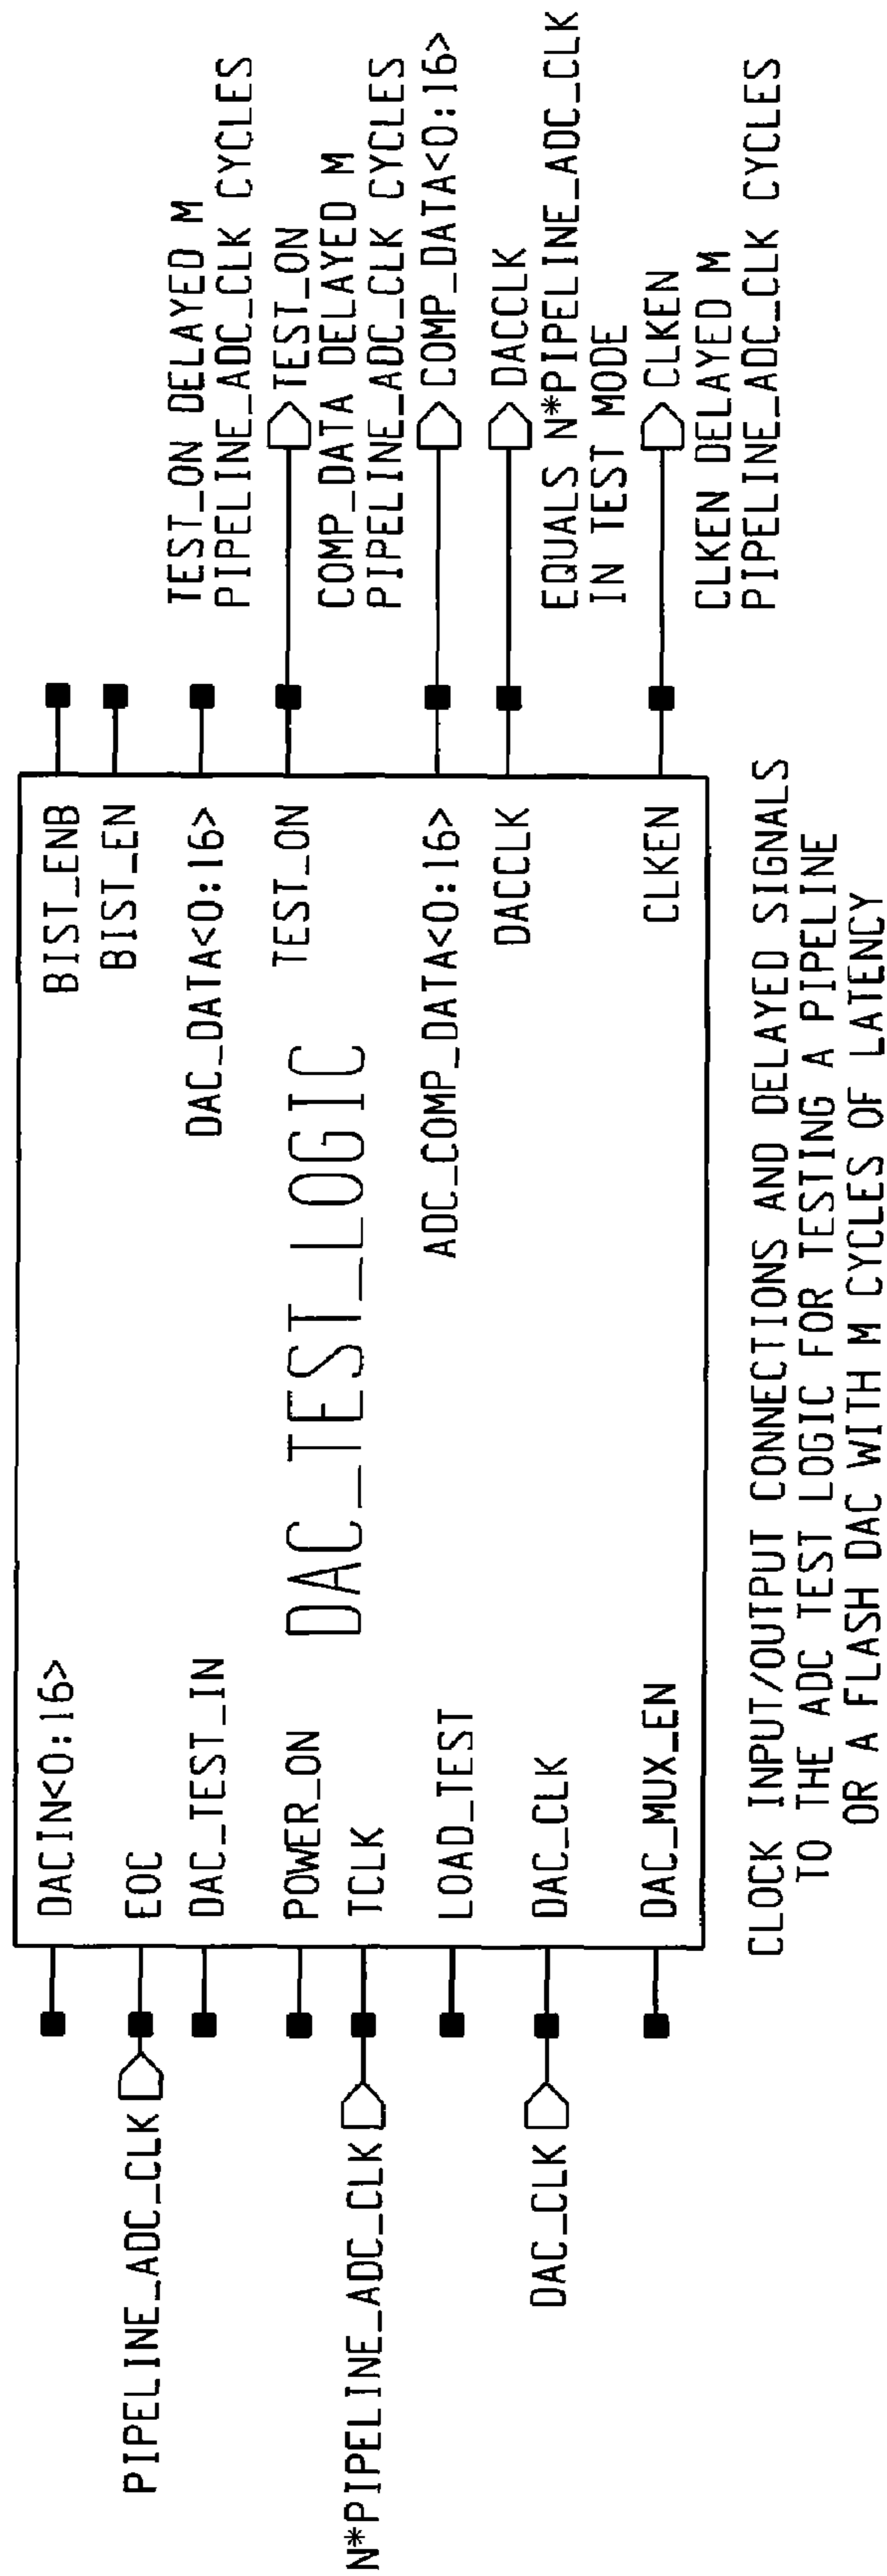 PIPELINE_ADC_CLK
N*PIPELINE_ADC_CLK
DAC_CLK
DACIN<0:16>
EOC
DAC_TEST_IN
POWER_ON
TCLK
LOAD_TEST
DAC_CLK
DAC_MUX_EN
DAC_TEST_LOGIC
BIST_ENB
BIST_EN
DAC_DATA<0:16>
TEST_ON
ADC_COMP_DATA<0:16>
DACCLK
CLKEN
TEST_ON DELAYED M
PIPELINE_ADC_CLK CYCLES
TEST_ON
COMP_DATA DELAYED M
PIPELINE_ADC_CLK CYCLES
COMP_DATA<0:16>
DACCLK
EQUALS N*PIPELINE_ADC_CLK
IN TEST MODE
CLKEN
CLKEN DELAYED M
PIPELINE_ADC_CLK CYCLES
CLOCK INPUT/OUTPUT CONNECTIONS AND DELAYED SIGNALS
TO THE ADC TEST LOGIC FOR TESTING A PIPELINE
OR A FLASH DAC WITH M CYCLES OF LATENCY